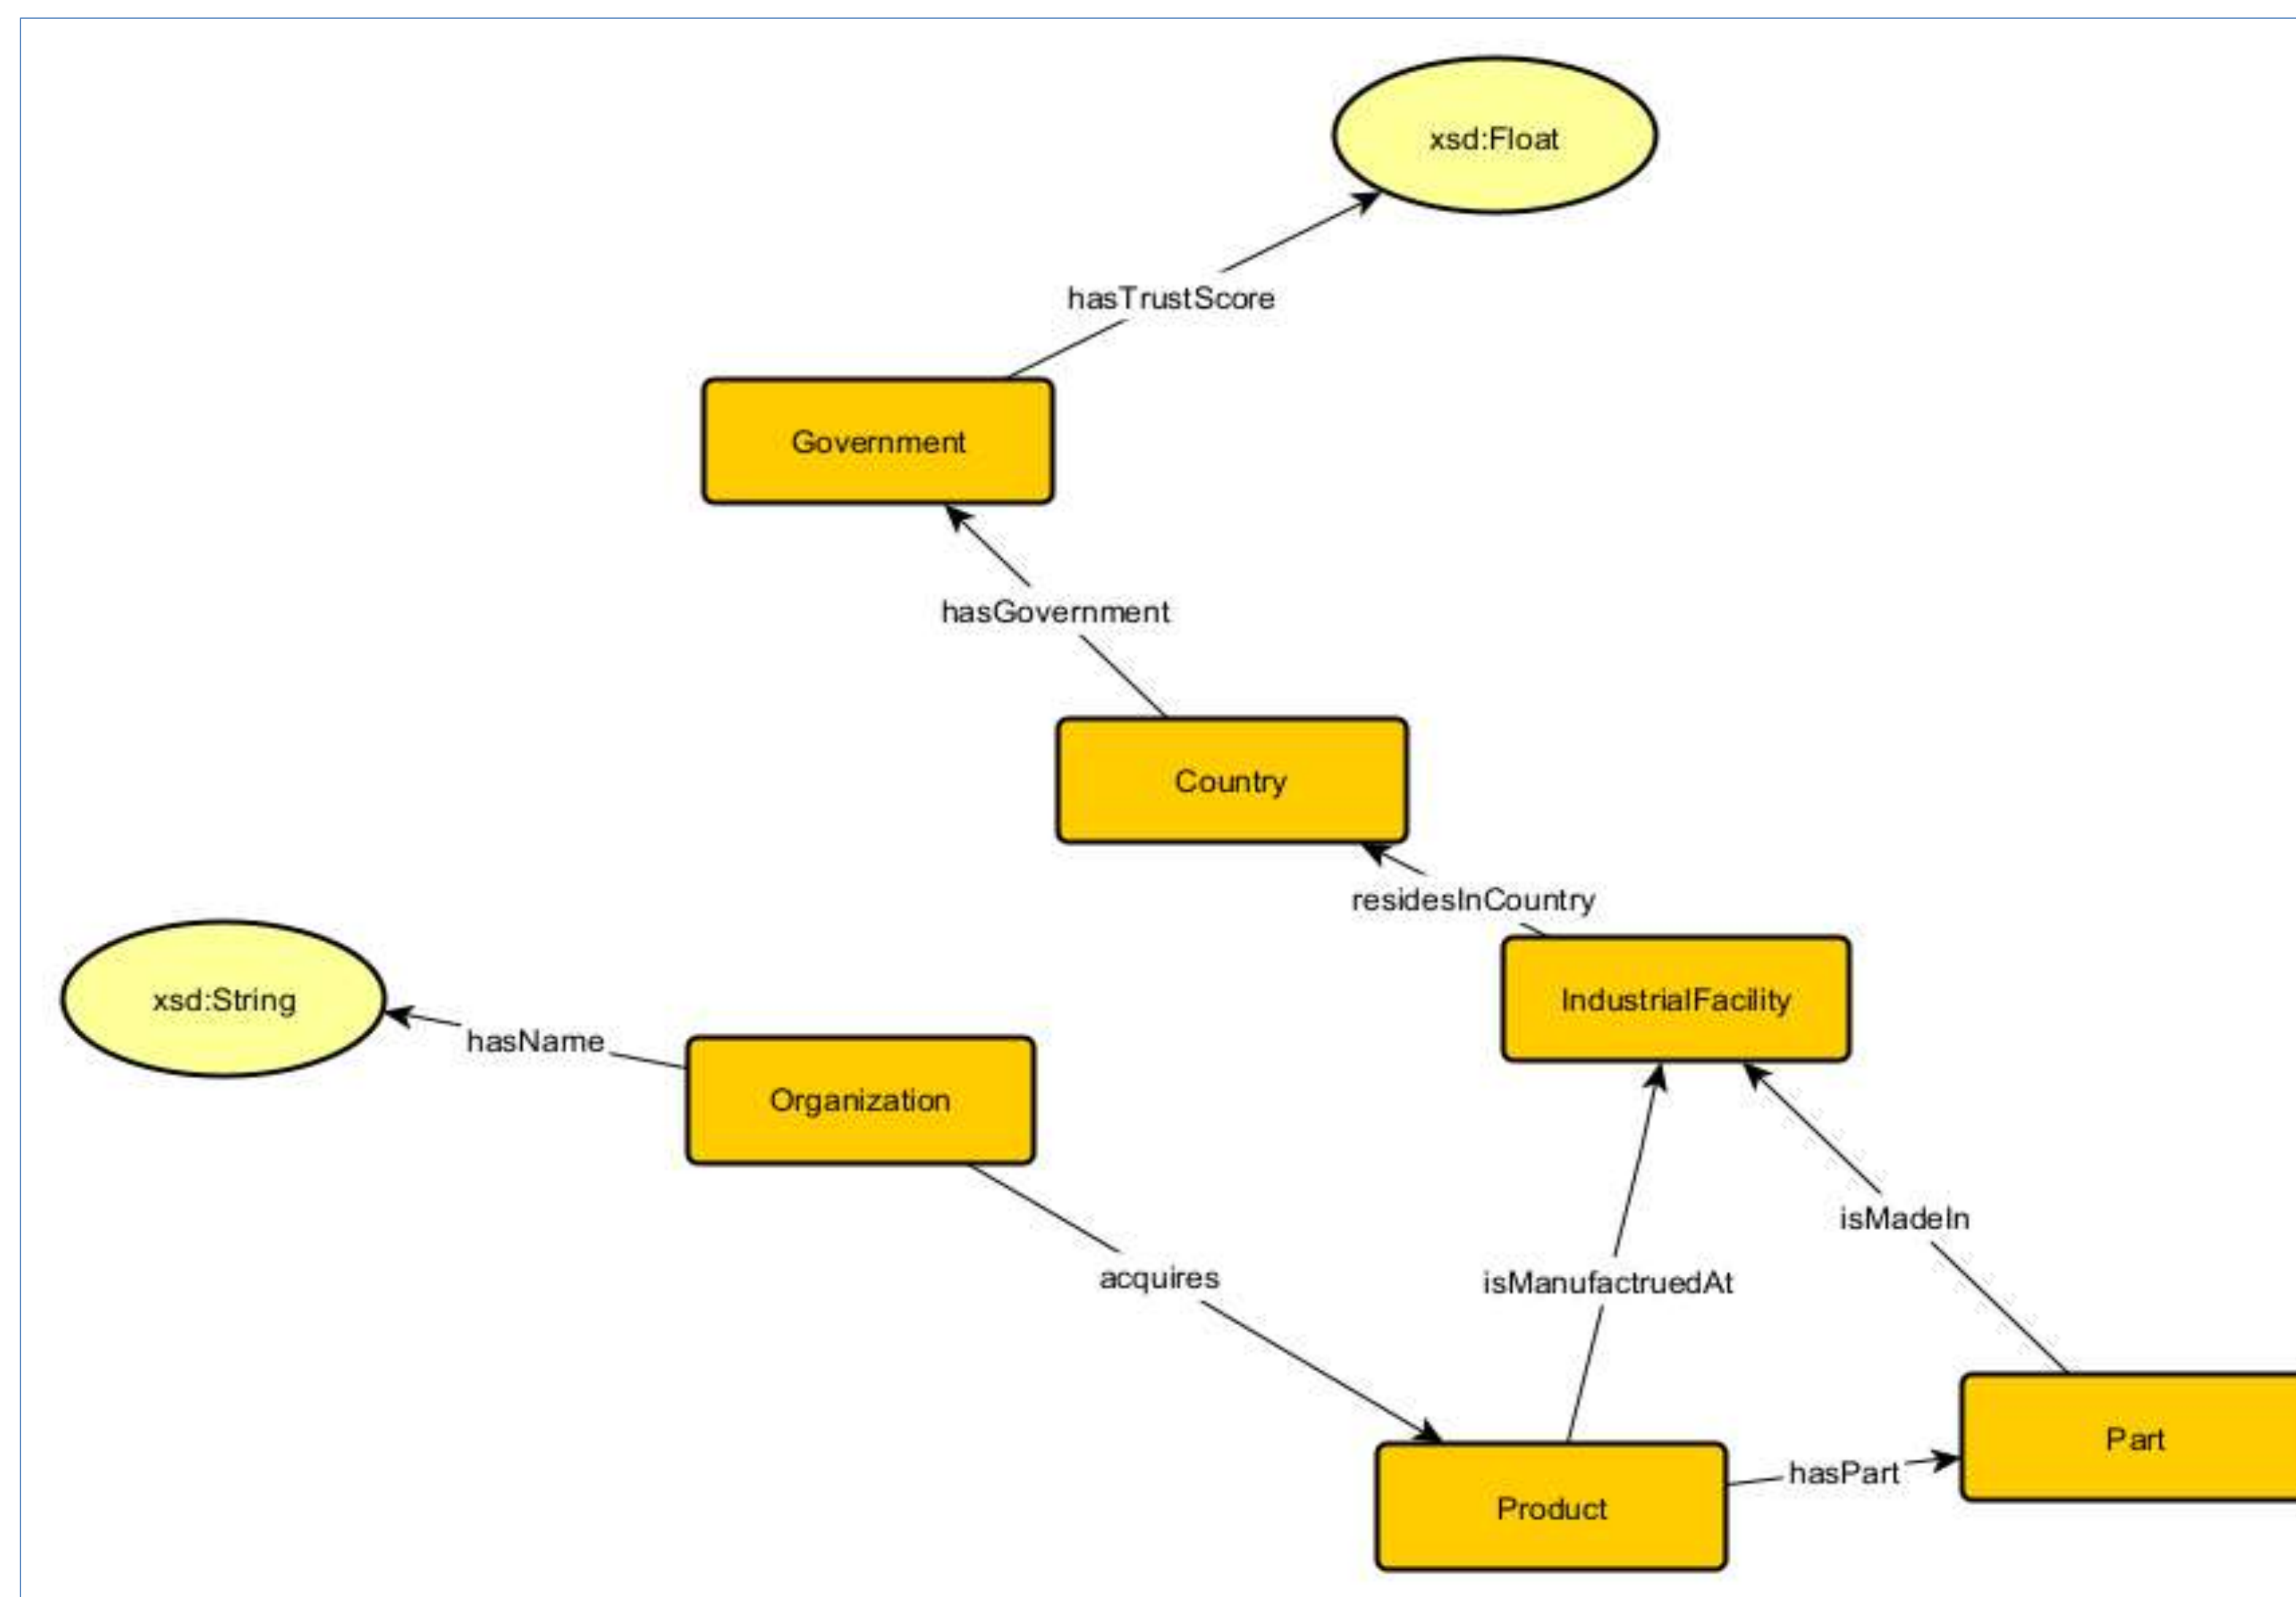 xsd:Float
hasTrustScore
Government
hasGovernment
Country
residesInCountry
xsd:String
IndustrialFacility
hasName
Organization
isMadeIn
acquires
isManufactruedAt
Part
hasPart
Product